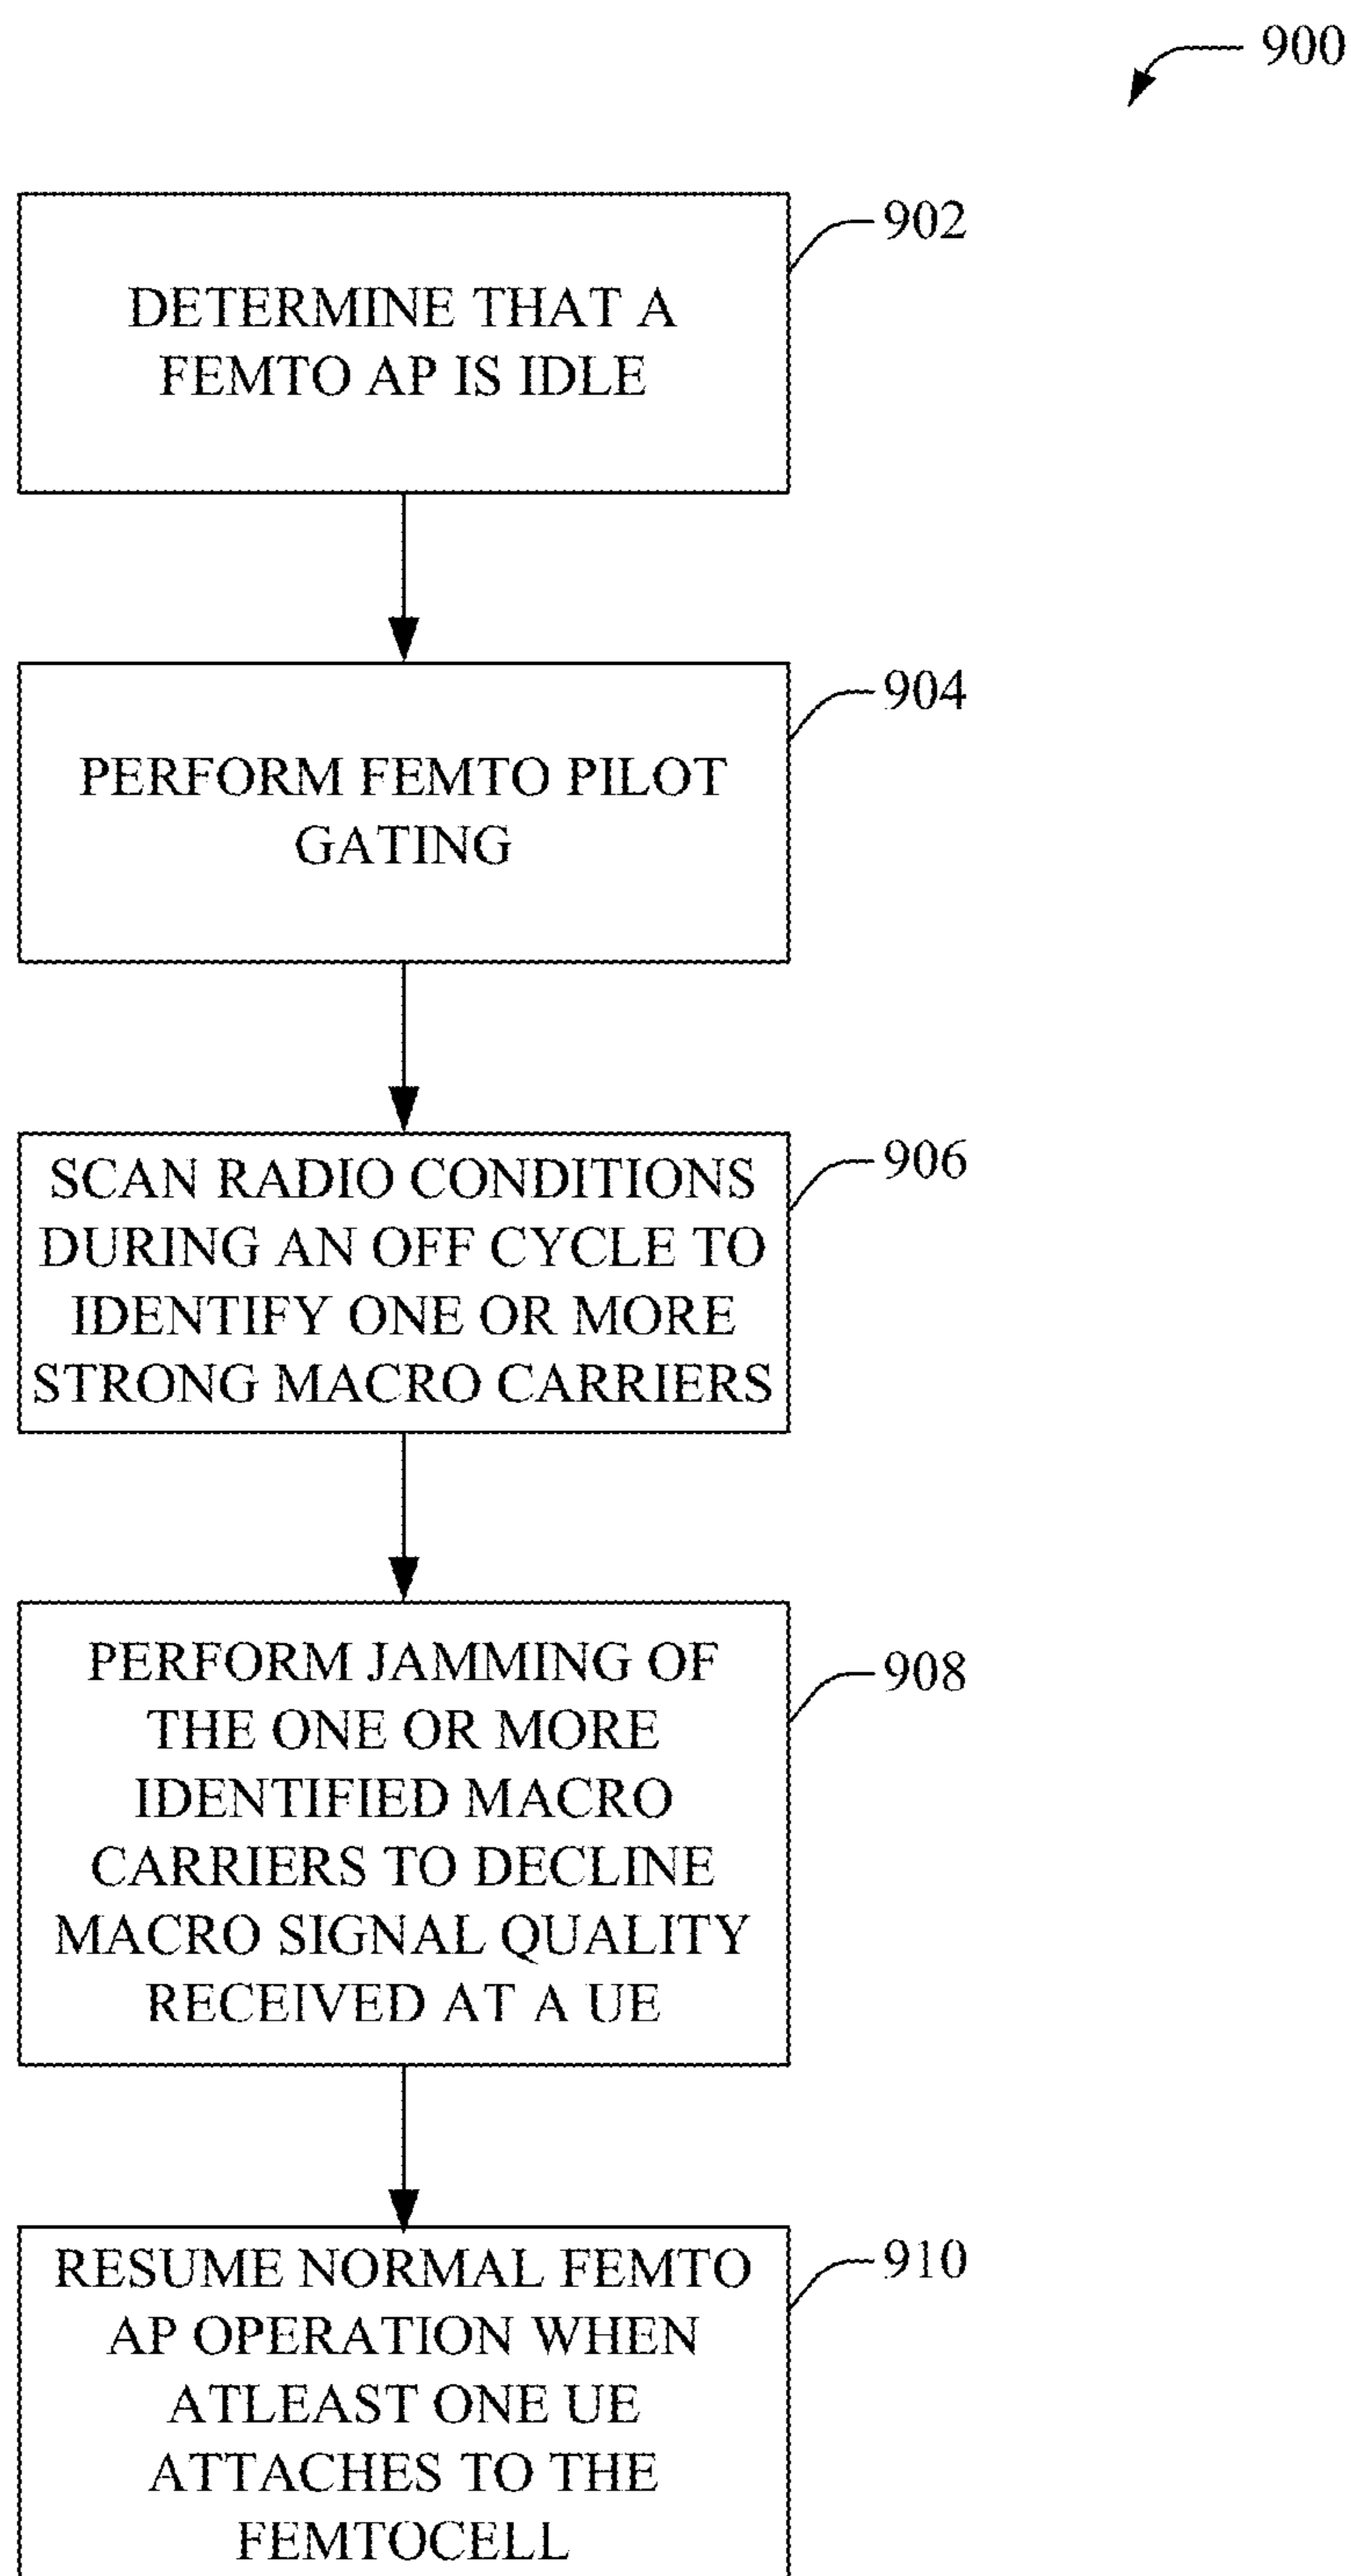 900
902
DETERMINE THAT A
FEMTO AP IS IDLE
904
PERFORM FEMTO PILOT
GATING
906
SCAN RADIO CONDITIONS
DURING AN OFF CYCLE TO
IDENTIFY ONE OR MORE
STRONG MACRO CARRIERS
908
PERFORM JAMMING OF
THE ONE OR MORE
IDENTIFIED MACRO
CARRIERS TO DECLINE
MACRO SIGNAL QUALITY
RECEIVED AT A UE
910
RESUME NORMAL FEMTO
AP OPERATION WHEN
ATLEAST ONE UE
ATTACHES TO THE
FEMTOCELL